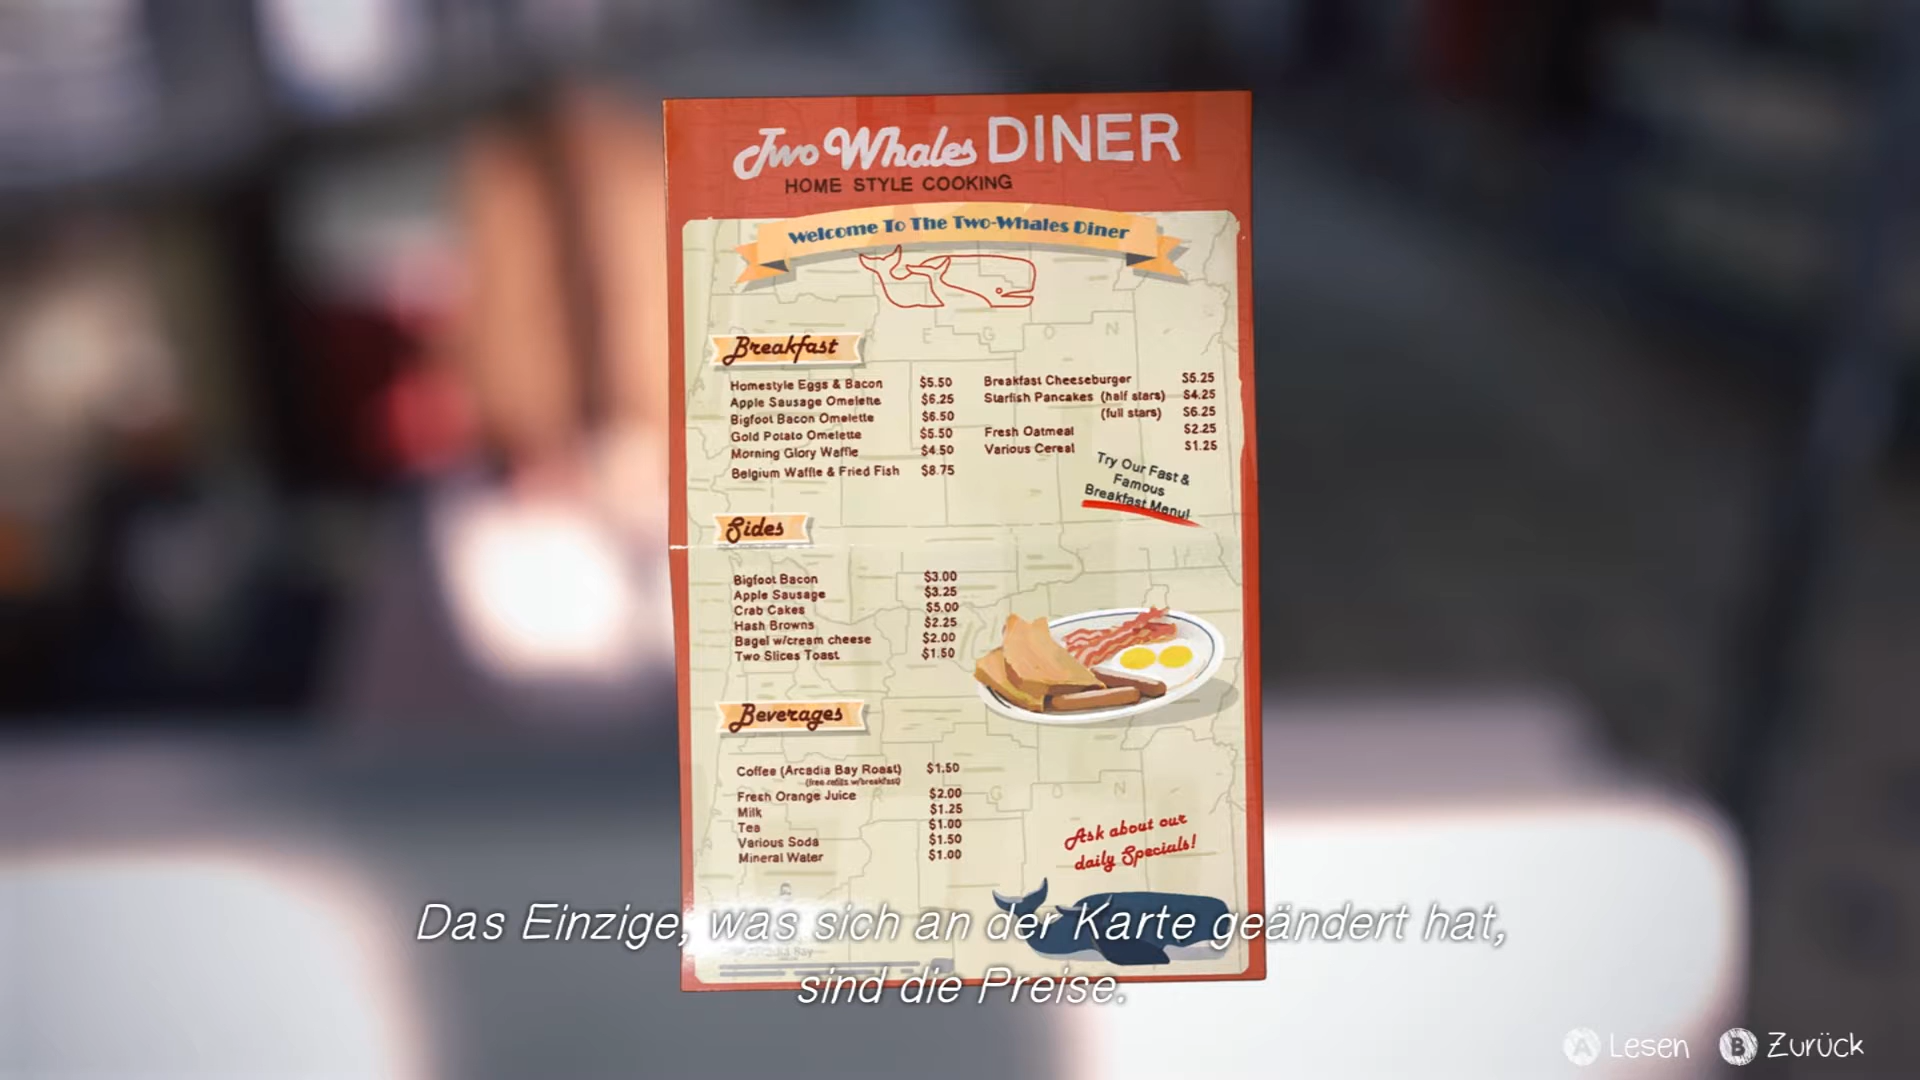 Two Whales DINER
HOME STYLE COOKING
Welcome To The Two-Whales Diner
O R E G O N
Breakfast
Homestyle Eggs & Bacon $5.50
Apple Sausage Omelette $6.25
Bigfoot Bacon Omelette $6.50
Gold Potato Omelette $5.50
Morning Glory Waffle $4.50
Belgium Waffle & Fried Fish $8.75
Breakfast Cheeseburger $5.25
Starfish Pancakes (half stars) $4.25
(full stars) $6.25
Fresh Oatmeal $2.25
Various Cereal $1.25
Try Our Fast &
Famous
Breakfast Menu!
Sides
Bigfoot Bacon $3.00
Apple Sausage $3.25
Crab Cakes $5.00
Hash Browns $2.25
Bagel w/cream cheese $2.00
Two Slices Toast $1.50
Beverages
Coffee (Arcadia Bay Roast) $1.50
(free refills w/breakfast)
Fresh Orange Juice $2.00
Milk $1.25
Tea $1.00
Various Soda $1.50
Mineral Water $1.00
G O N
Ask about our
daily Specials!
Das Einzige, was sich an der Karte geändert hat,
sind die Preise.
A Lesen B Zurück